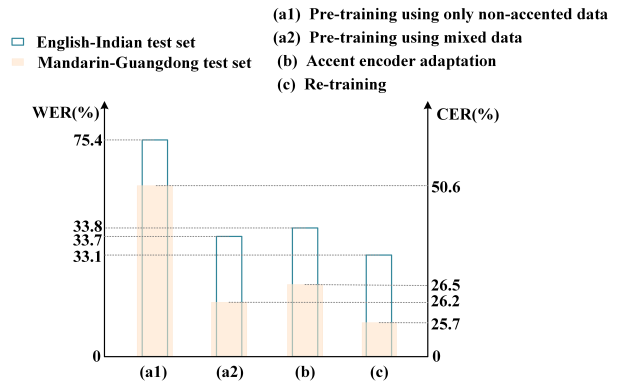 (a1) Pre-training using only non-accented data
(a2) Pre-training using mixed data
(b) Accent encoder adaptation
(c) Re-training
English-Indian test set
Mandarin-Guangdong test set
WER(%)
CER(%)
75.4
50.6
33.8
33.7
33.1
26.5
26.2
25.7
0
0
(a1) (a2) (b) (c)